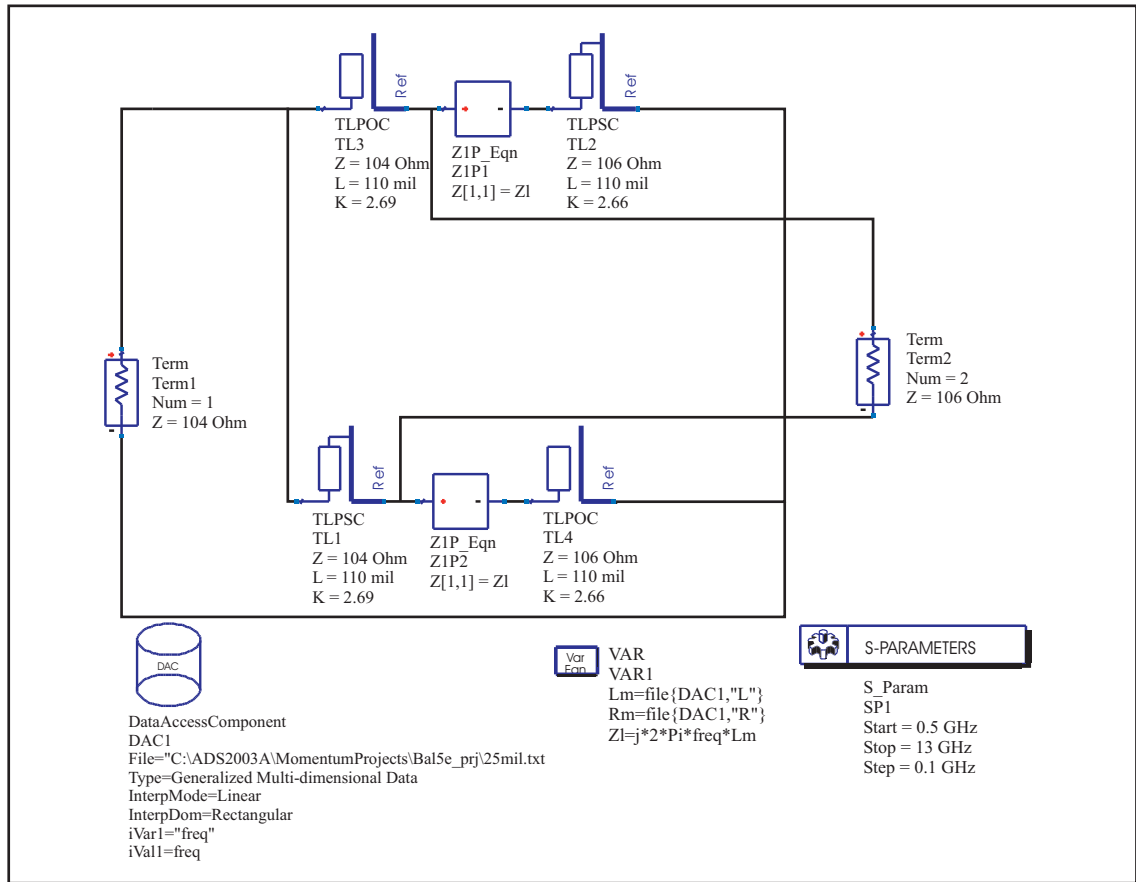 Ref
TLPOC
TL3
Z = 104 Ohm
L = 110 mil
K = 2.69
+
-
Z1P_Eqn
Z1P1
Z[1,1] = Zl
Ref
TLPSC
TL2
Z = 106 Ohm
L = 110 mil
K = 2.66
+
-
Term
Term1
Num = 1
Z = 104 Ohm
+
-
Term
Term2
Num = 2
Z = 106 Ohm
Ref
TLPSC
TL1
Z = 104 Ohm
L = 110 mil
K = 2.69
+
-
Z1P_Eqn
Z1P2
Z[1,1] = Zl
Ref
TLPOC
TL4
Z = 106 Ohm
L = 110 mil
K = 2.66
DAC
DataAccessComponent
DAC1
File="C:\ADS2003A\MomentumProjects\Bal5e_prj\25mil.txt
Type=Generalized Multi-dimensional Data
InterpMode=Linear
InterpDom=Rectangular
iVar1="freq"
iVal1=freq
Var
Eqn
VAR
VAR1
Lm=file{DAC1,"L"}
Rm=file{DAC1,"R"}
Zl=j*2*Pi*freq*Lm
S-PARAMETERS
S_Param
SP1
Start = 0.5 GHz
Stop = 13 GHz
Step = 0.1 GHz